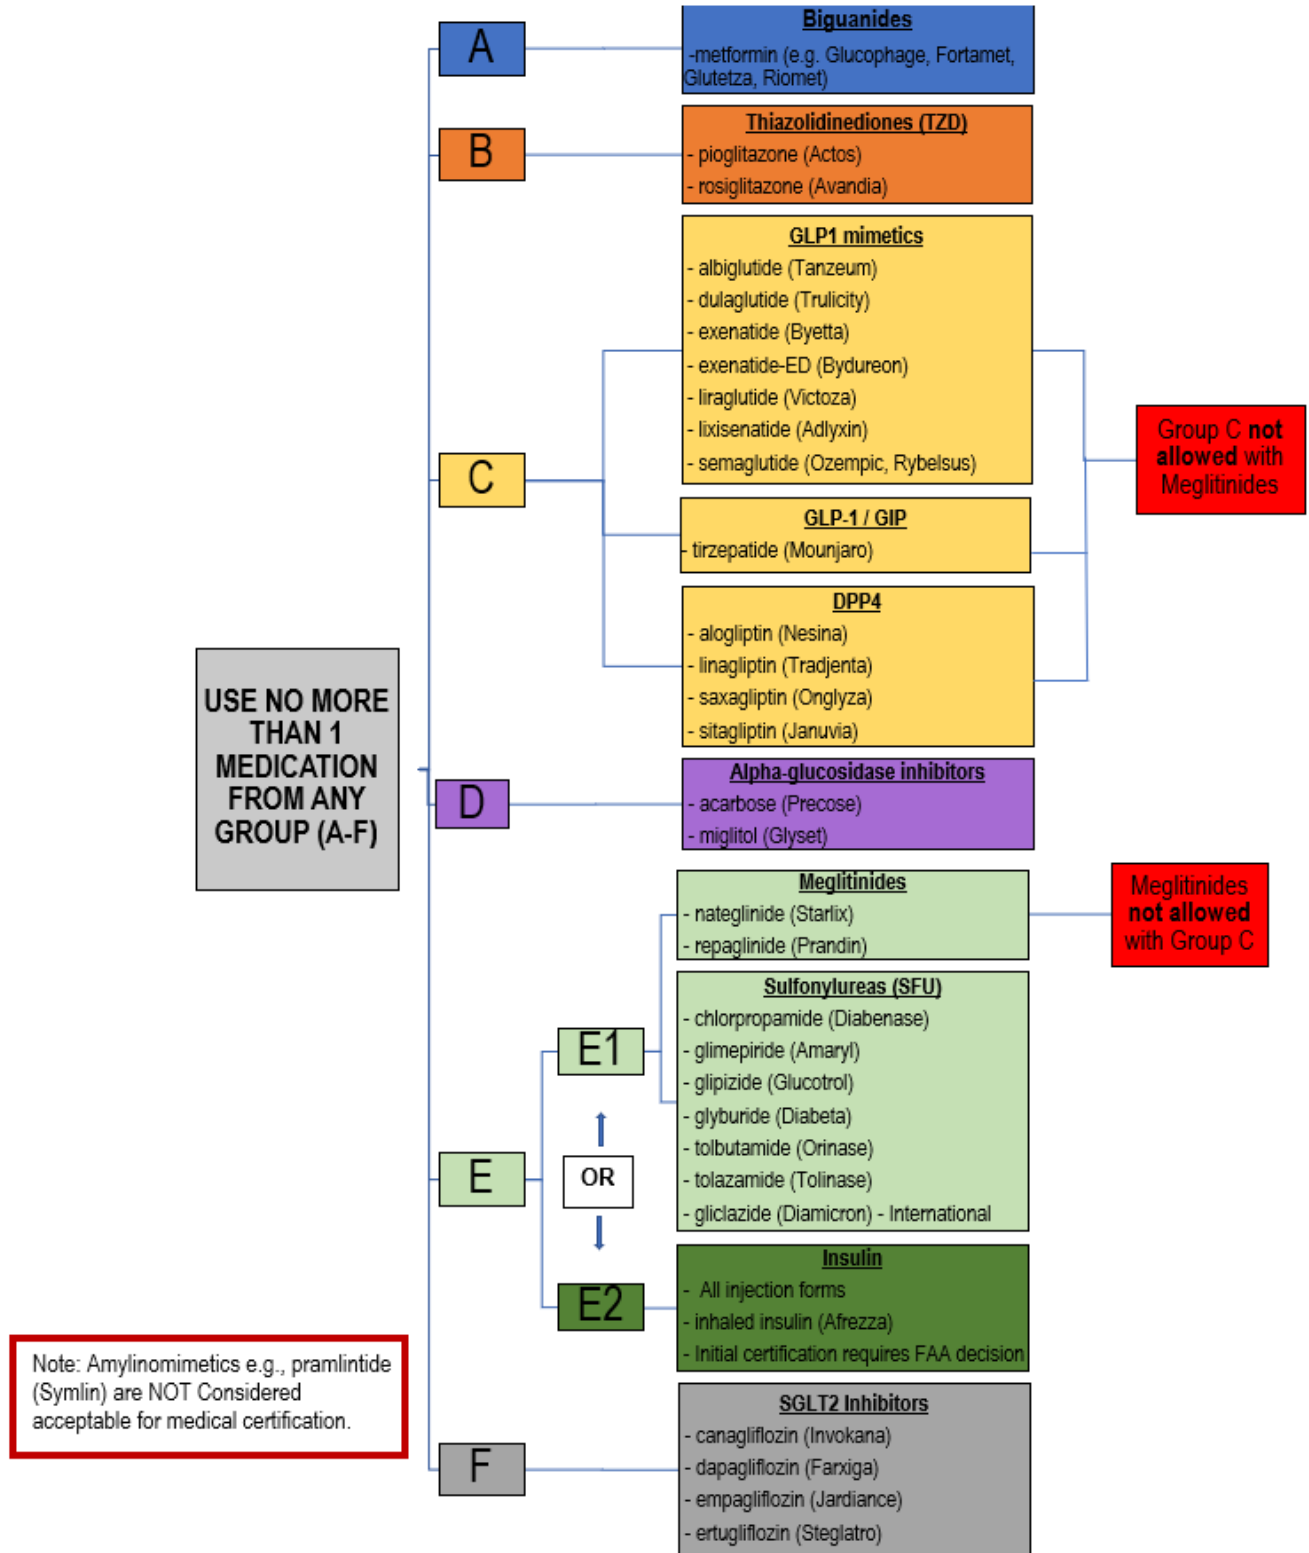 A
Biguanides
-metformin (e.g. Glucophage, Fortamet,
Glutetza, Riomet)
B
Thiazolidinediones (TZD)
- pioglitazone (Actos)
- rosiglitazone (Avandia)
C
GLP1 mimetics
- albiglutide (Tanzeum)
- dulaglutide (Trulicity)
- exenatide (Byetta)
- exenatide-ED (Bydureon)
- liraglutide (Victoza)
- lixisenatide (Adlyxin)
- semaglutide (Ozempic, Rybelsus)
GLP-1 / GIP
- tirzepatide (Mounjaro)
DPP4
- alogliptin (Nesina)
- linagliptin (Tradjenta)
- saxagliptin (Onglyza)
- sitagliptin (Januvia)
Group C not
allowed with
Meglitinides
USE NO MORE
THAN 1
MEDICATION
FROM ANY
GROUP (A-F)
D
Alpha-glucosidase inhibitors
- acarbose (Precose)
- miglitol (Glyset)
E
E1
Meglitinides
- nateglinide (Starlix)
- repaglinide (Prandin)
Meglitinides
not allowed
with Group C
Sulfonylureas (SFU)
- chlorpropamide (Diabenase)
- glimepiride (Amaryl)
- glipizide (Glucotrol)
- glyburide (Diabeta)
- tolbutamide (Orinase)
- tolazamide (Tolinase)
- gliclazide (Diamicron) - International
OR
E2
Insulin
- All injection forms
- inhaled insulin (Afrezza)
- Initial certification requires FAA decision
Note: Amylinomimetics e.g., pramlintide
(Symlin) are NOT Considered
acceptable for medical certification.
F
SGLT2 Inhibitors
- canagliflozin (Invokana)
- dapagliflozin (Farxiga)
- empagliflozin (Jardiance)
- ertugliflozin (Steglatro)